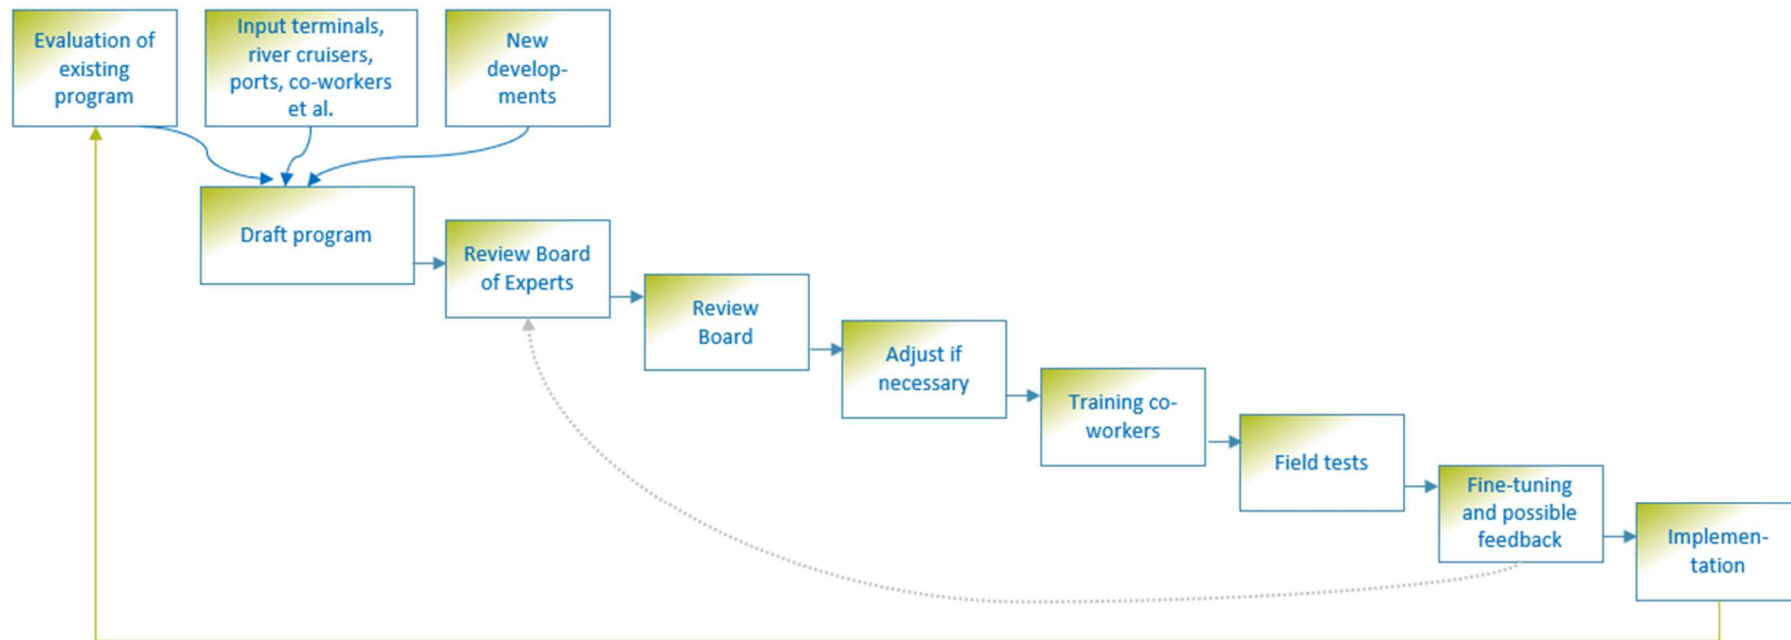 Evaluation of
existing
program
Input terminals,
river cruisers,
ports, co-workers
et al.
New
develop-
ments
Draft program
Review Board
of Experts
Review
Board
Adjust if
necessary
Training co-
workers
Field tests
Fine-tuning
and possible
feedback
Implemen-
tation